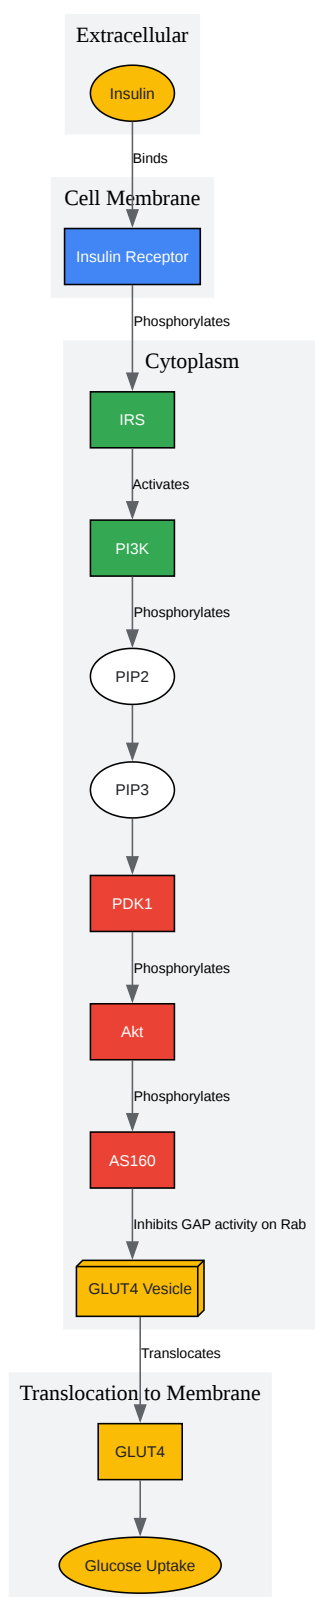 Extracellular
Insulin
Binds
Cell Membrane
Insulin Receptor
Phosphorylates
Cytoplasm
IRS
Activates
PI3K
Phosphorylates
PIP2
PIP3
PDK1
Phosphorylates
Akt
Phosphorylates
AS160
Inhibits GAP activity on Rab
GLUT4 Vesicle
Translocates
Translocation to Membrane
GLUT4
Glucose Uptake